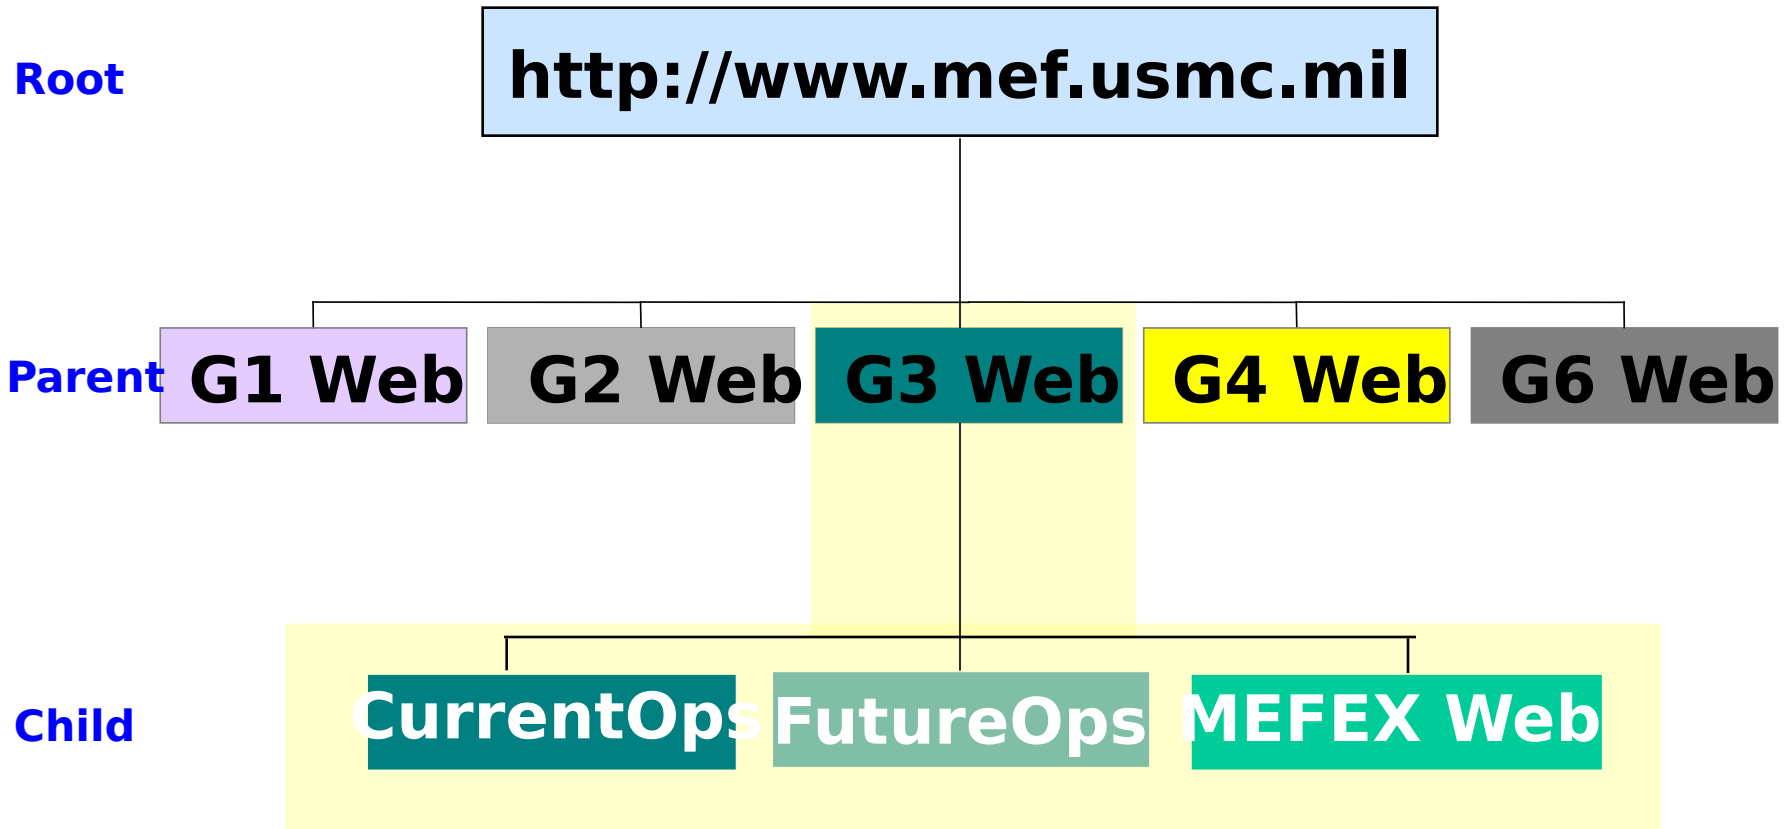 Root
http://www.mef.usmc.mil
Parent
G1 Web
G2 Web
G3 Web
G4 Web
G6 Web
Child
CurrentOps
FutureOps
MEFEX Web